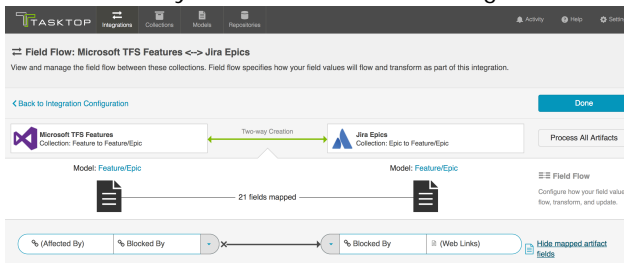 TASKTOP
Integrations
Collections
Models
Repositories
Activity
Help
Field Flow: Microsoft TFS Features <--> Jira Epics
View and manage the field flow between these collections. Field flow specifies how your field values will flow and transform as part of this integration.
Back to Integration Configuration
Done
Microsoft TFS Features
Collection: Feature to Feature/Epic
Two-way Creation
Jira Epics
Collection: Epic to Feature/Epic
Process All Artifacts
Model: Feature/Epic
Model: Feature/Epic
21 fields mapped
Field Flow
Configure how your field value
flow, transform, and update.
(Affected By)
Blocked By
Blocked By
(Web Links)
Hide mapped artifact
fields